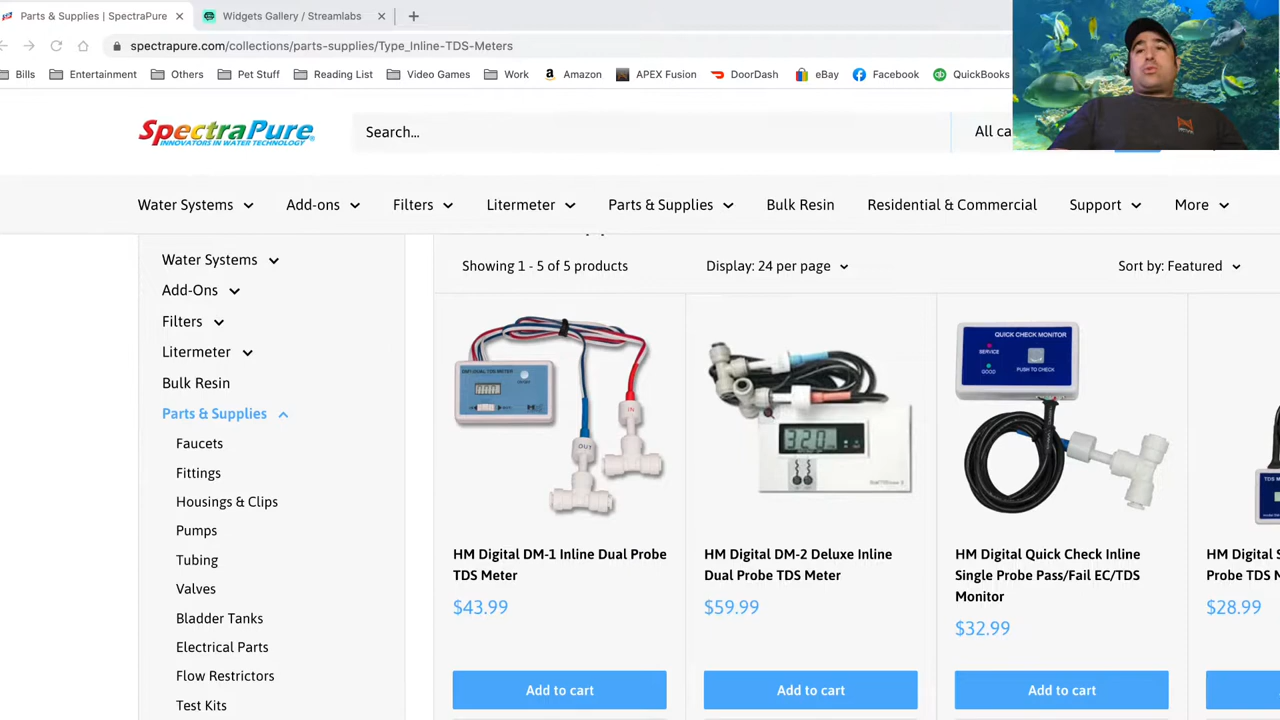 Parts & Supplies | SpectraPure
Widgets Gallery / Streamlabs
spectrapure.com/collections/parts-supplies/Type_Inline-TDS-Meters
Bills
Entertainment
Others
Pet Stuff
Reading List
Video Games
Work
Amazon
APEX Fusion
DoorDash
eBay
Facebook
QuickBooks
SpectraPure
INNOVATORS IN WATER TECHNOLOGY
Search...
All ca
Water Systems
Add-ons
Filters
Litermeter
Parts & Supplies
Bulk Resin
Residential & Commercial
Support
More
Water Systems
Add-Ons
Filters
Litermeter
Bulk Resin
Parts & Supplies
Faucets
Fittings
Housings & Clips
Pumps
Tubing
Valves
Bladder Tanks
Electrical Parts
Flow Restrictors
Test Kits
Showing 1 - 5 of 5 products
Display: 24 per page
Sort by: Featured
IN
OUT
320
QUICK CHECK MONITOR
SERVICE
GOOD
PUSH TO CHECK
HM Digital DM-1 Inline Dual Probe
TDS Meter
$43.99
Add to cart
HM Digital DM-2 Deluxe Inline
Dual Probe TDS Meter
$59.99
Add to cart
HM Digital Quick Check Inline
Single Probe Pass/Fail EC/TDS
Monitor
$32.99
Add to cart
HM Digital S
Probe TDS M
$28.99